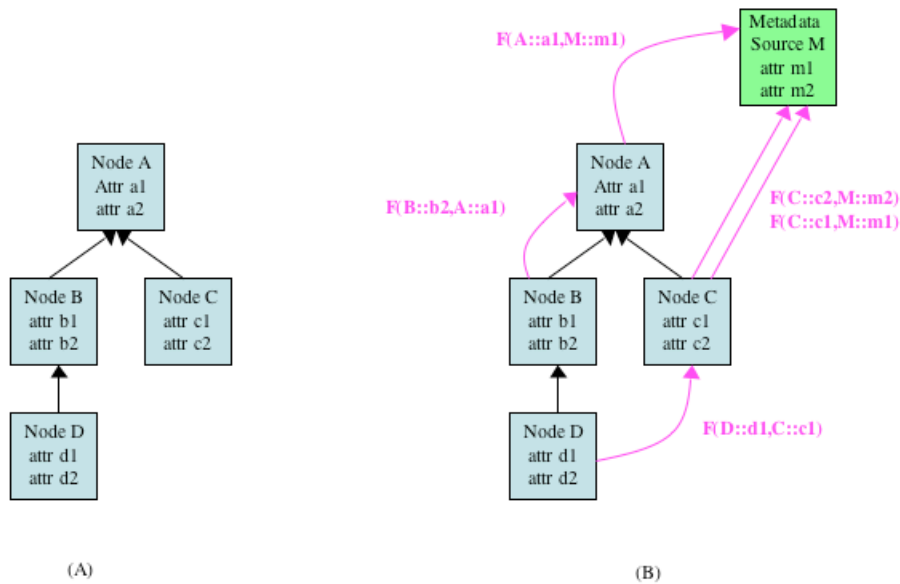 Node A
Attr a1
attr a2
Node B
attr b1
attr b2
Node C
attr c1
attr c2
Node D
attr d1
attr d2
(A)
Metadata
Source M
attr m1
attr m2
F(A::a1,M::m1)
Node A
Attr a1
attr a2
F(B::b2,A::a1)
F(C::c2,M::m2)
F(C::c1,M::m1)
Node B
attr b1
attr b2
Node C
attr c1
attr c2
Node D
attr d1
attr d2
F(D::d1,C::c1)
(B)